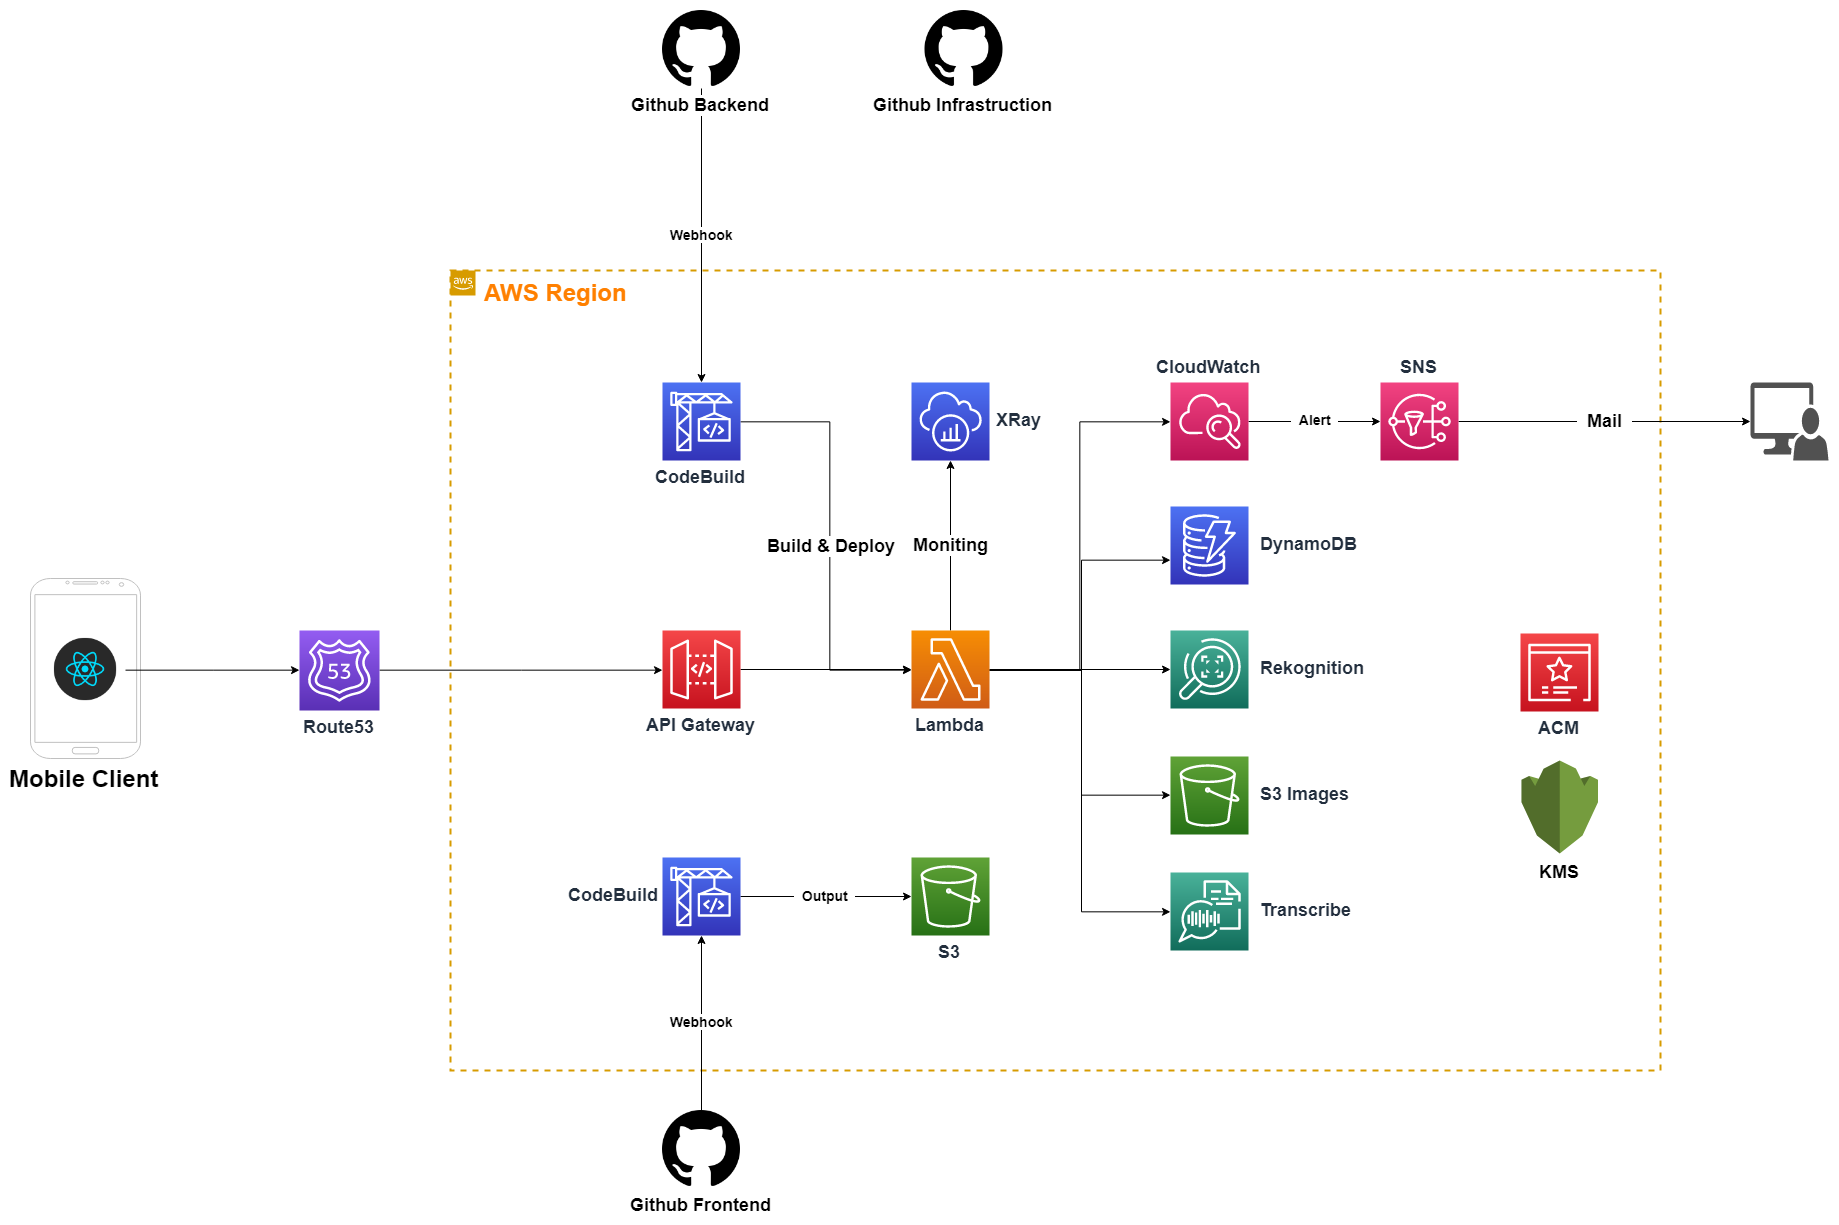 Github Backend
Github Infrastruction
Webhook
aws
AWS Region
CloudWatch
SNS
XRay
Alert
Mail
CodeBuild
Build & Deploy
Moniting
DynamoDB
53
Rekognition
Route53
API Gateway
Lambda
ACM
Mobile Client
S3 Images
KMS
CodeBuild
Output
Transcribe
S3
Webhook
Github Frontend